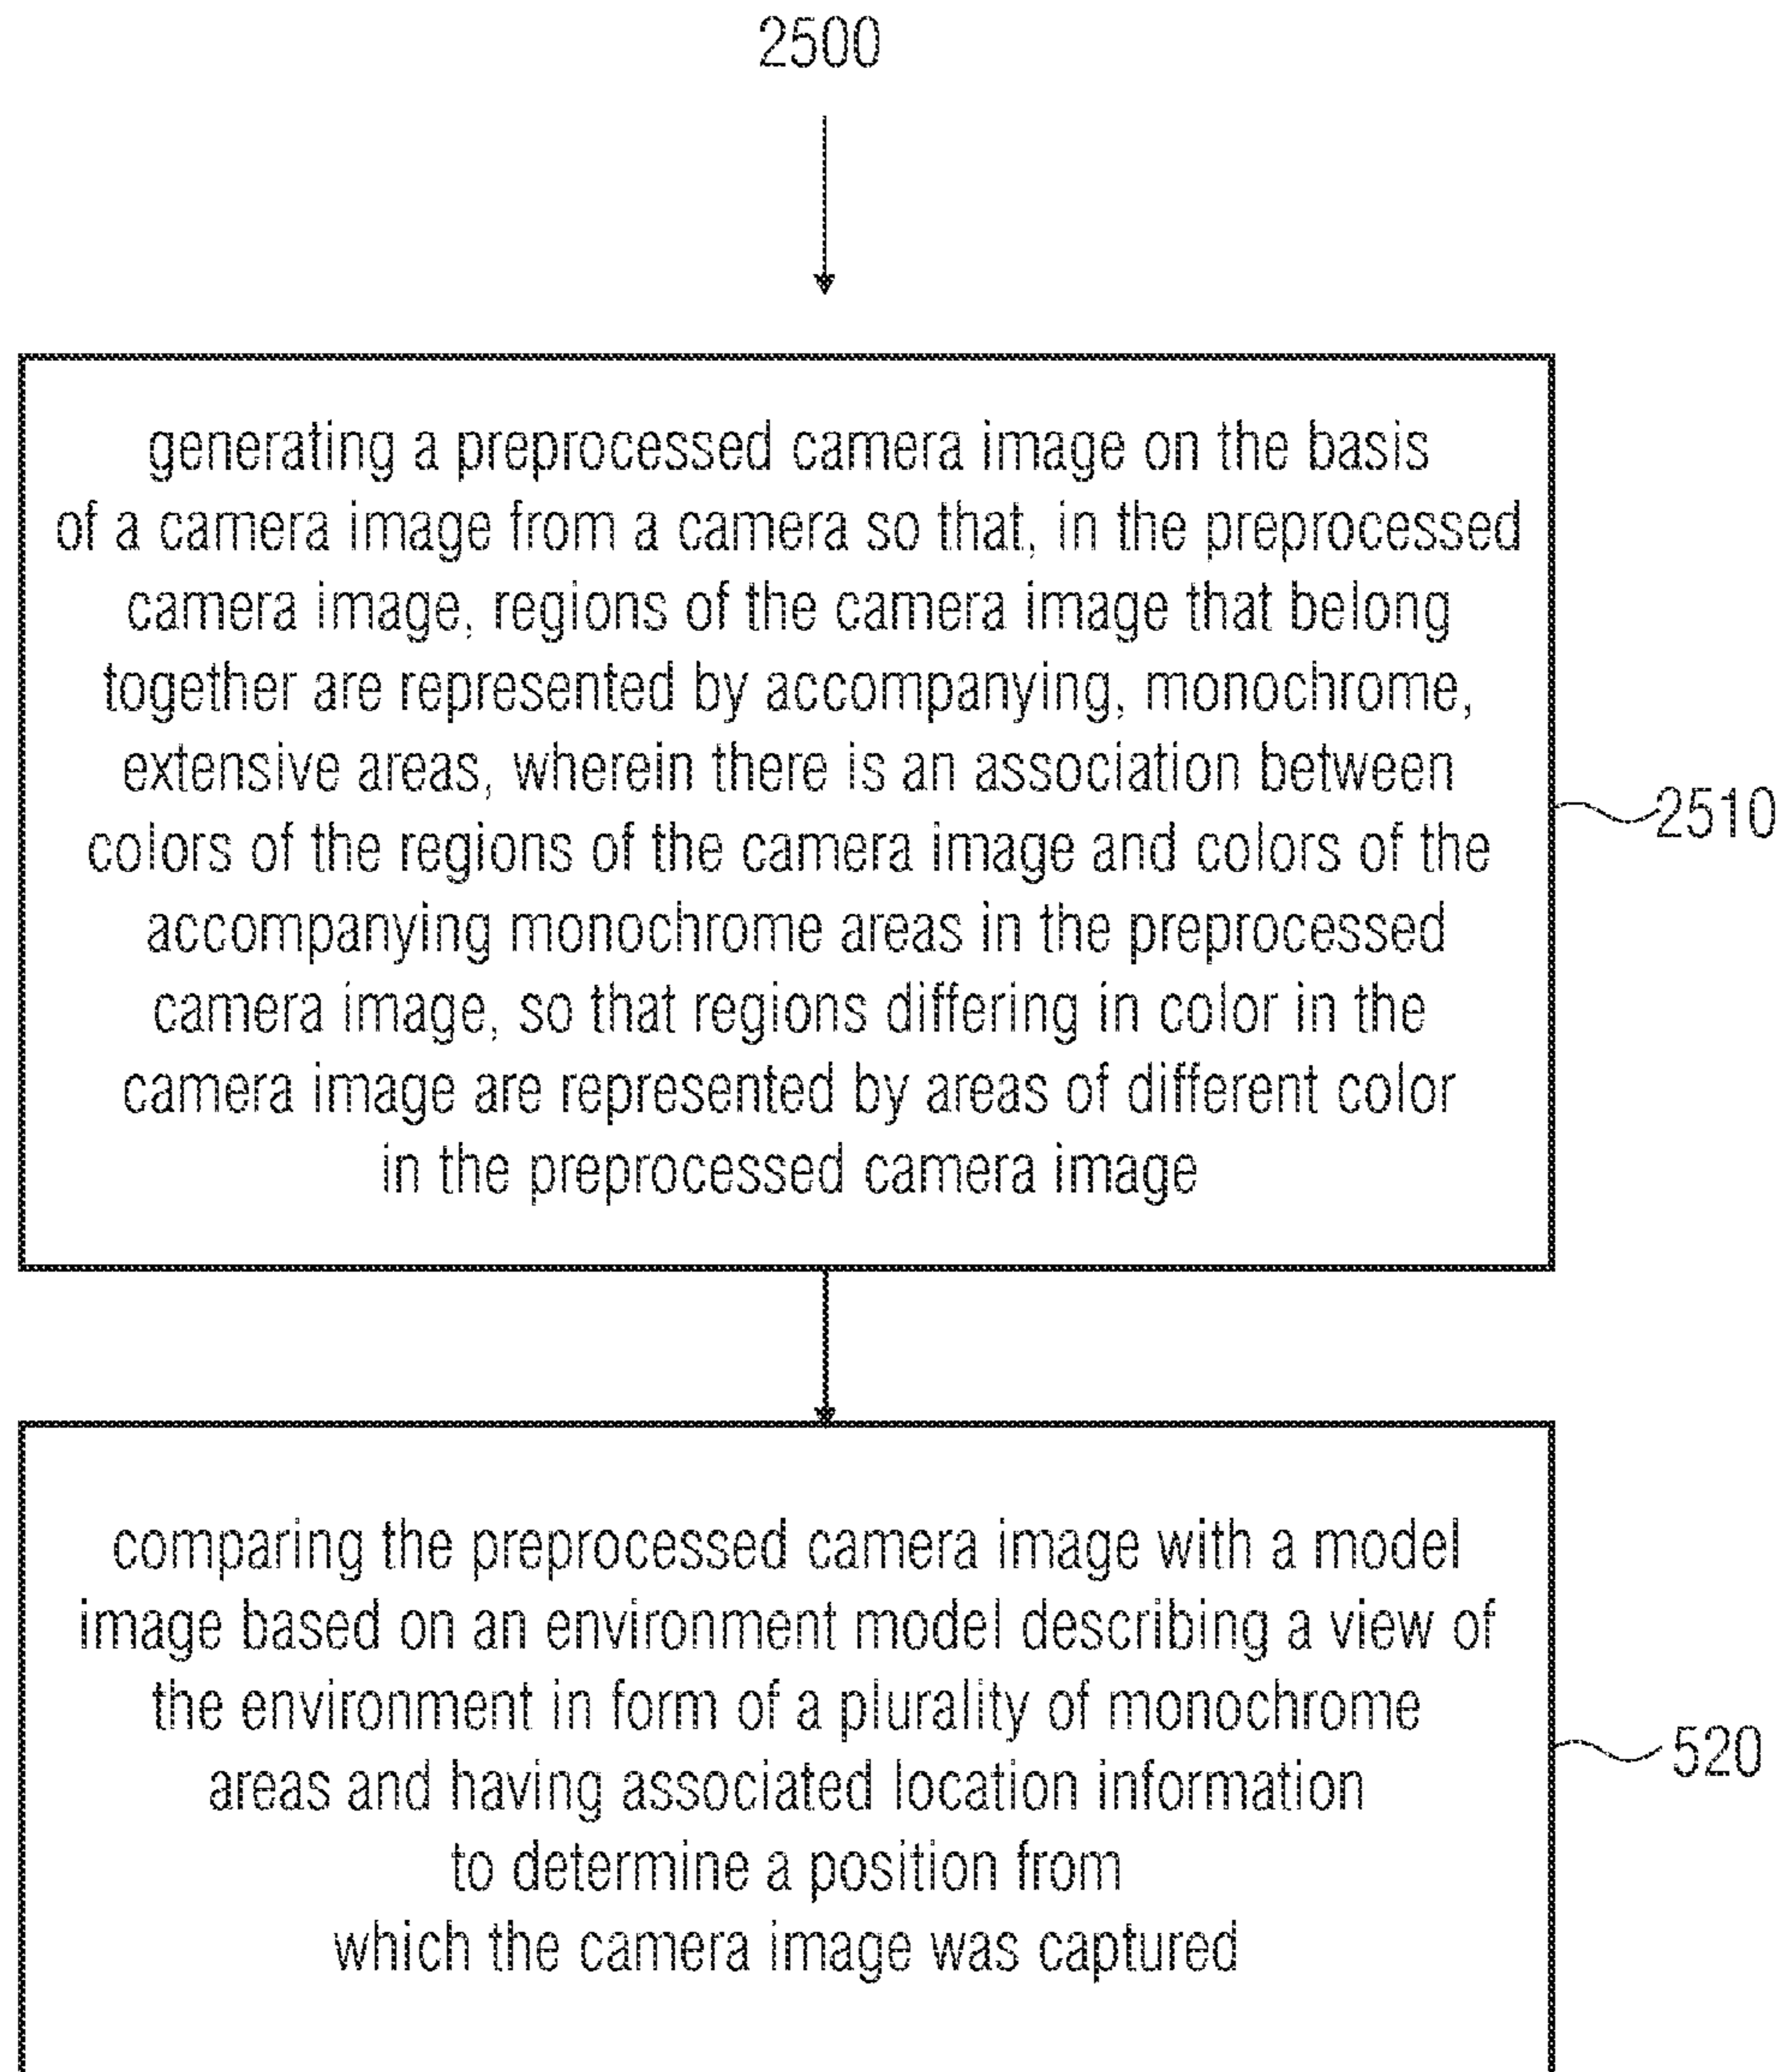 2500
generating a preprocessed camera image on the basis
of a camera image from a camera so that, in the preprocessed
camera image, regions of the camera image that belong
together are represented by accompanying, monochrome,
extensive areas, wherein there is an association between
colors of the regions of the camera image and colors of the
accompanying monochrome areas in the preprocessed
camera image, so that regions differing in color in the
camera image are represented by areas of different color
in the preprocessed camera image
2510
comparing the preprocessed camera image with a model
image based on an environment model describing a view of
the environment in form of a plurality of monochrome
areas and having associated location information
to determine a position from
which the camera image was captured
520